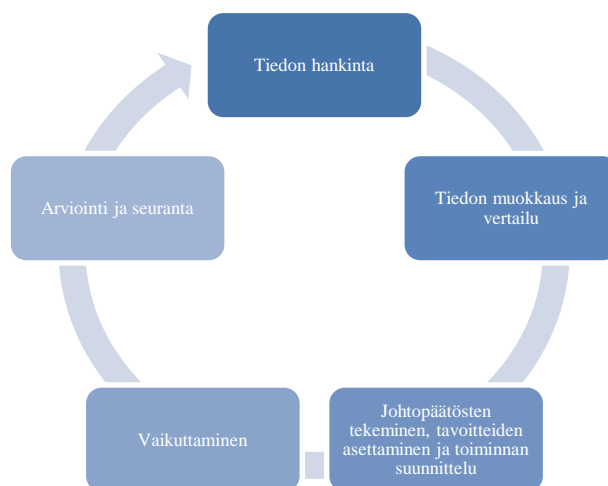 Tiedon hankinta
Tiedon muokkaus ja
vertailu
Johtopäätösten
tekeminen, tavoitteiden
asettaminen ja toiminnan
suunnittelu
Vaikuttaminen
Arviointi ja seuranta